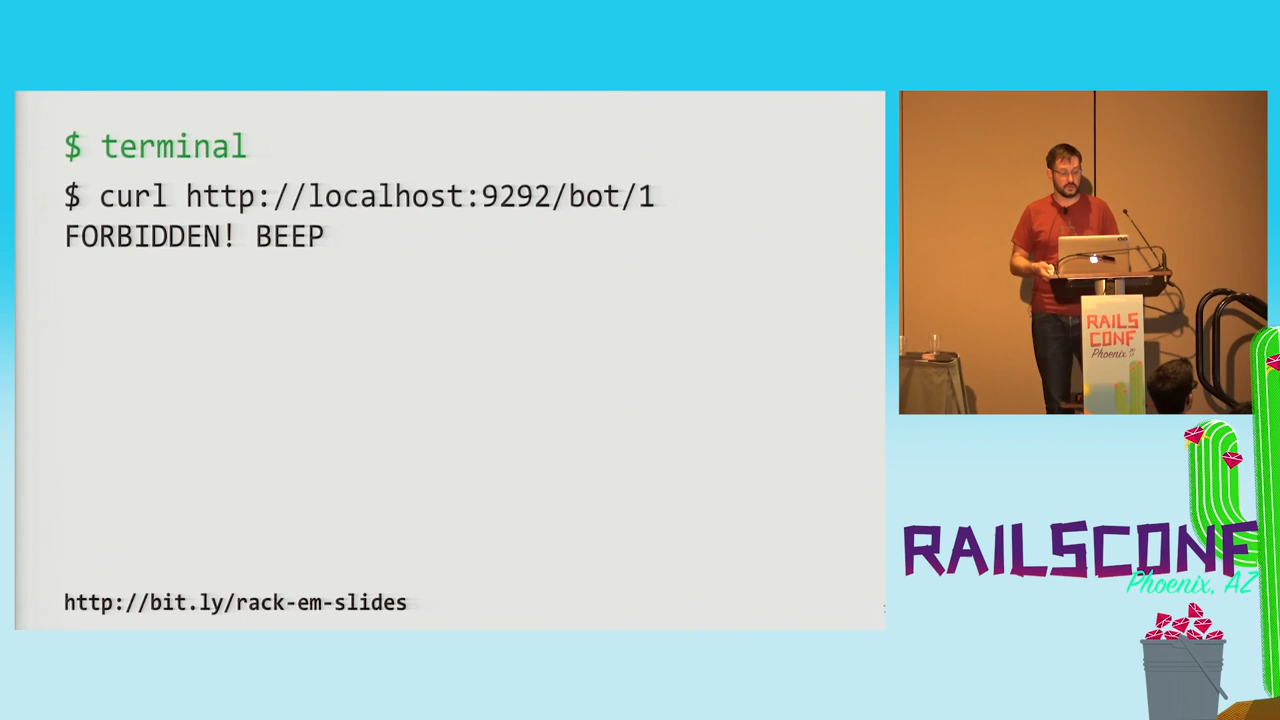 $ terminal
$ curl http://localhost:9292/bot/1
FORBIDDEN! BEEP
http://bit.ly/rack-em-slides
RAILS
CONF
Phoenix
RAILSCONF
Phoenix, AZ